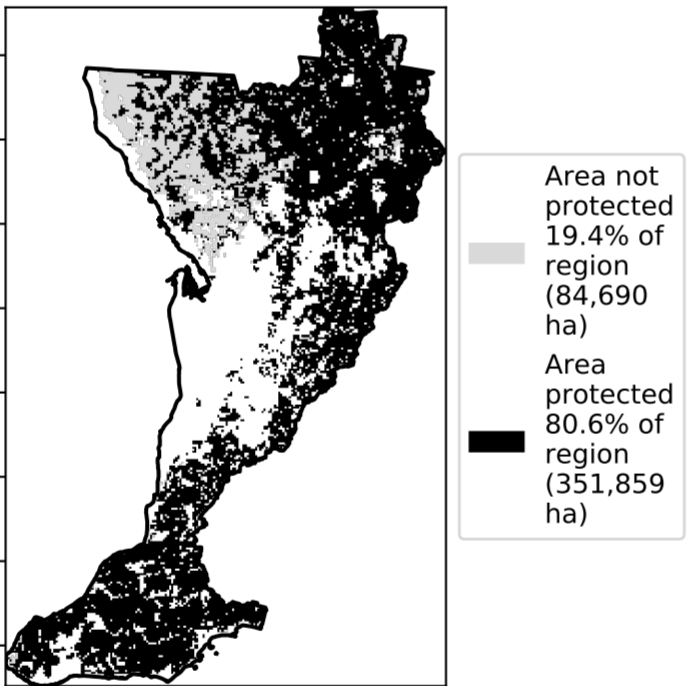 Area not
protected
19.4% of
region
(84,690
ha)
Area
protected
80.6% of
region
(351,859
ha)